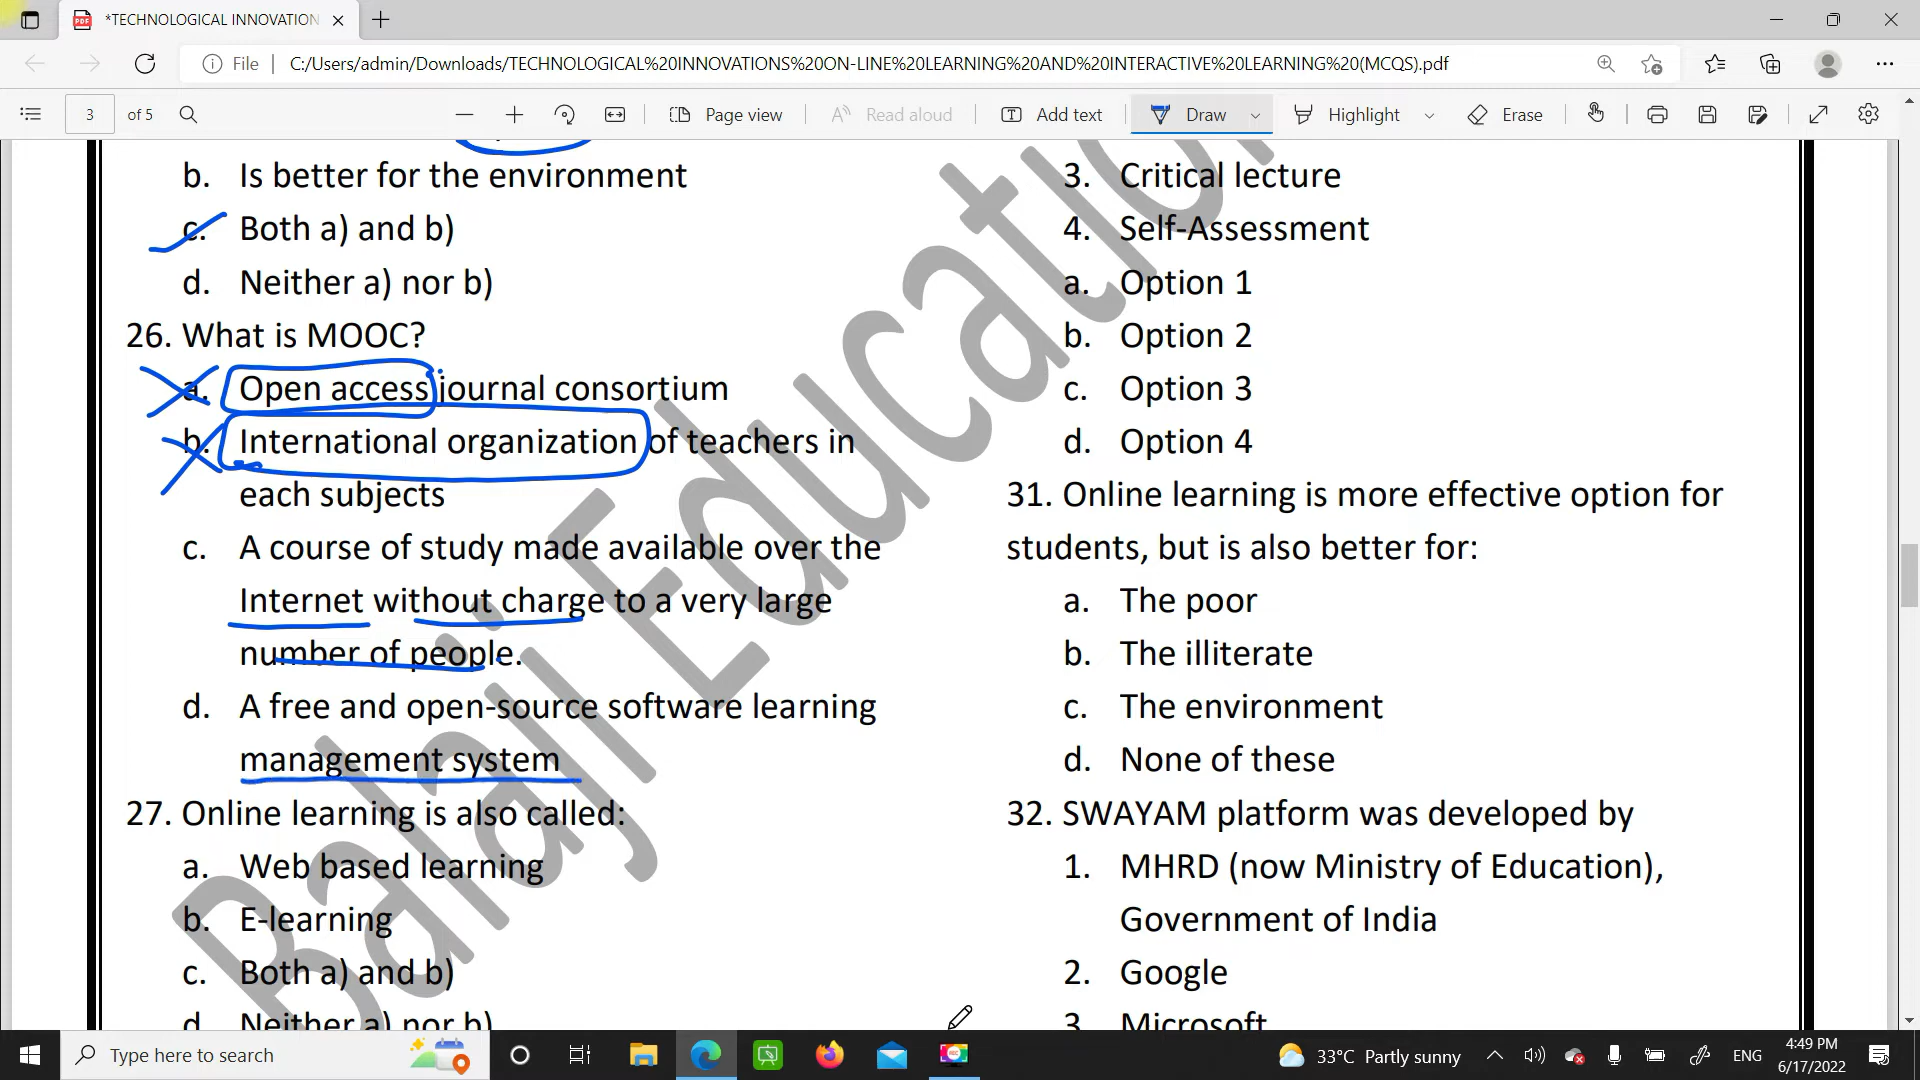 *TECHNOLOGICAL INNOVATION
File
C:/Users/admin/Downloads/TECHNOLOGICAL%20INNOVATIONS%20ON-LINE%20LEARNING%20AND%20INTERACTIVE%20LEARNING%20(MCQS).pdf
3 of 5
Page view
Read aloud
Add text
Draw
Highlight
Erase
b. Is better for the environment
c. Both a) and b)
d. Neither a) nor b)
26. What is MOOC?
a. Open access journal consortium
b. International organization of teachers in
each subjects
c. A course of study made available over the
Internet without charge to a very large
number of people.
d. A free and open-source software learning
management system
27. Online learning is also called:
a. Web based learning
b. E-learning
c. Both a) and b)
d. Neither a) nor b)
3. Critical lecture
4. Self-Assessment
a. Option 1
b. Option 2
c. Option 3
d. Option 4
31. Online learning is more effective option for
students, but is also better for:
a. The poor
b. The illiterate
c. The environment
d. None of these
32. SWAYAM platform was developed by
1. MHRD (now Ministry of Education),
Government of India
2. Google
3. Microsoft
Balajji Education
Type here to search
33°C Partly sunny
ENG
4:49 PM
6/17/2022